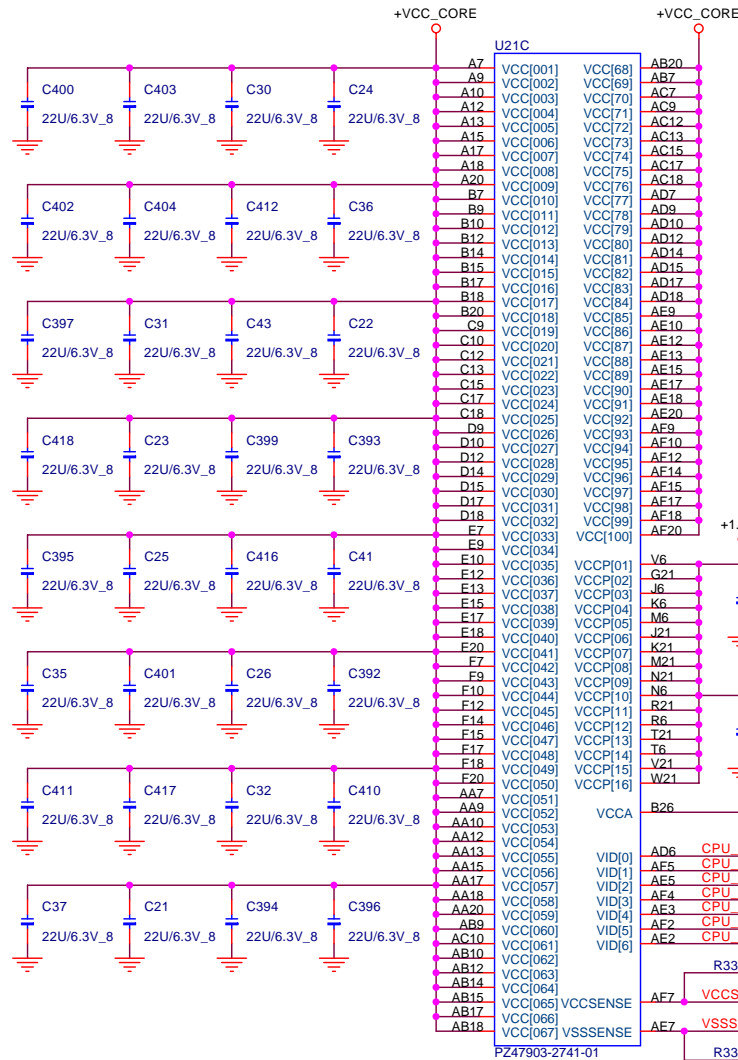 +VCC_CORE +VCC_CORE
U21C
C400 C403 C30 C24
22U/6.3V_8 22U/6.3V_8 22U/6.3V_8 22U/6.3V_8
C402 C404 C412 C36
22U/6.3V_8 22U/6.3V_8 22U/6.3V_8 22U/6.3V_8
C397 C31 C43 C22
22U/6.3V_8 22U/6.3V_8 22U/6.3V_8 22U/6.3V_8
C418 C23 C399 C393
22U/6.3V_8 22U/6.3V_8 22U/6.3V_8 22U/6.3V_8
C395 C25 C416 C41
22U/6.3V_8 22U/6.3V_8 22U/6.3V_8 22U/6.3V_8
C35 C401 C26 C392
22U/6.3V_8 22U/6.3V_8 22U/6.3V_8 22U/6.3V_8
C411 C417 C32 C410
22U/6.3V_8 22U/6.3V_8 22U/6.3V_8 22U/6.3V_8
C37 C21 C394 C396
22U/6.3V_8 22U/6.3V_8 22U/6.3V_8 22U/6.3V_8
A7 VCC[001] VCC[68] AB20
A9 VCC[002] VCC[69] AB7
A10 VCC[003] VCC[70] AC7
A12 VCC[004] VCC[71] AC9
A13 VCC[005] VCC[72] AC12
A15 VCC[006] VCC[73] AC13
A17 VCC[007] VCC[74] AC15
A18 VCC[008] VCC[75] AC17
A20 VCC[009] VCC[76] AC18
B7 VCC[010] VCC[77] AD7
B9 VCC[011] VCC[78] AD9
B10 VCC[012] VCC[79] AD10
B12 VCC[013] VCC[80] AD12
B14 VCC[014] VCC[81] AD14
B15 VCC[015] VCC[82] AD15
B17 VCC[016] VCC[83] AD17
B18 VCC[017] VCC[84] AD18
B20 VCC[018] VCC[85] AE9
C9 VCC[019] VCC[86] AE10
C10 VCC[020] VCC[87] AE12
C12 VCC[021] VCC[88] AE13
C13 VCC[022] VCC[89] AE15
C15 VCC[023] VCC[90] AE17
C17 VCC[024] VCC[91] AE18
C18 VCC[025] VCC[92] AE20
D9 VCC[026] VCC[93] AF9
D10 VCC[027] VCC[94] AF10
D12 VCC[028] VCC[95] AF12
D14 VCC[029] VCC[96] AF14
D15 VCC[030] VCC[97] AF15
D17 VCC[031] VCC[98] AF17
D18 VCC[032] VCC[99] AF18
E7 VCC[033] VCC[100] AF20
+1.
E9 VCC[034]
E10 VCC[035] VCCP[01] V6
E12 VCC[036] VCCP[02] G21
E13 VCC[037] VCCP[03] J6
E15 VCC[038] VCCP[04] K6
E17 VCC[039] VCCP[05] M6
E18 VCC[040] VCCP[06] J21
E20 VCC[041] VCCP[07] K21
F7 VCC[042] VCCP[08] M21
F9 VCC[043] VCCP[09] N21
F10 VCC[044] VCCP[10] N6
F12 VCC[045] VCCP[11] R21
F14 VCC[046] VCCP[12] R6
F15 VCC[047] VCCP[13] T21
F17 VCC[048] VCCP[14] T6
F18 VCC[049] VCCP[15] V21
F20 VCC[050] VCCP[16] W21
AA7 VCC[051]
AA9 VCC[052] VCCA B26
AA10 VCC[053]
AA12 VCC[054]
AA13 VCC[055] VID[0] AD6 CPU_
AA15 VCC[056] VID[1] AF5 CPU_
AA17 VCC[057] VID[2] AE5 CPU_
AA18 VCC[058] VID[3] AF4 CPU_
AA20 VCC[059] VID[4] AE3 CPU_
AB9 VCC[060] VID[5] AF2 CPU_
AC10 VCC[061] VID[6] AE2 CPU_
AB10 VCC[062]
AB12 VCC[063] R33
AB14 VCC[064]
AB15 VCC[065] VCCSENSE AF7 VCCS
AB17 VCC[066]
AB18 VCC[067] VSSSENSE AE7 VSSS
PZ47903-2741-01 R33